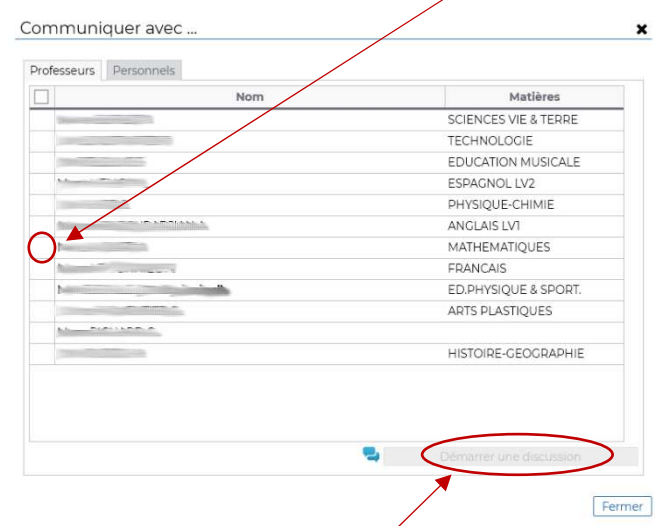 Communiquer avec ...
Professeurs Personnels
Nom Matières
SCIENCES VIE & TERRE
TECHNOLOGIE
EDUCATION MUSICALE
ESPAGNOL LV2
PHYSIQUE-CHIMIE
ANGLAIS LV1
MATHEMATIQUES
FRANCAIS
ED.PHYSIQUE & SPORT.
ARTS PLASTIQUES
HISTOIRE-GEOGRAPHIE
Démarrer une discussion
Fermer